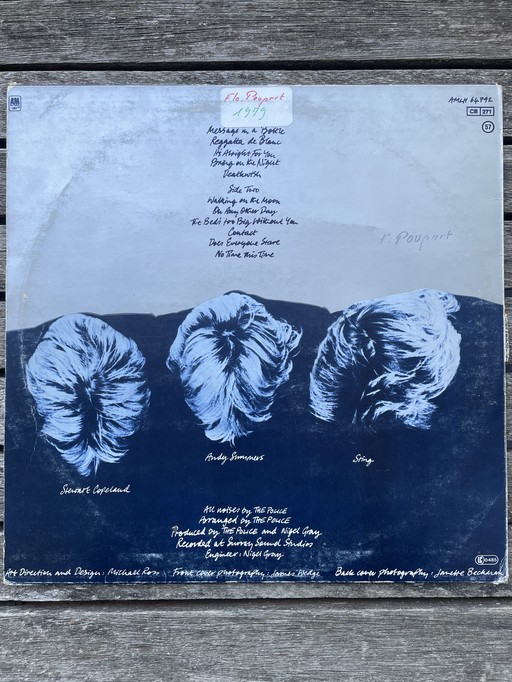 A&M
Flo. Poupart
1979
AMLH 64792
CB 271
57
Message in a Bottle
Reggatta de Blanc
Its Alright For You
Bring on the Night
Deathwish
Side Two
Walking on the Moon
On Any Other Day
The Bed's too Big Without You
Contact
Does Everyone Stare
No Time This Time
F. Poupart
Andy Summers
Sting
Stewart Copeland
All noises by THE POLICE
Arranged by THE POLICE
Produced by THE POLICE and Nigel Gray
Recorded at Surrey Sound Studios
Engineer: Nigel Gray
Art Direction and Design: Michael Ross Front cover photography: James Wedge Back cover photography: Janette Beckman